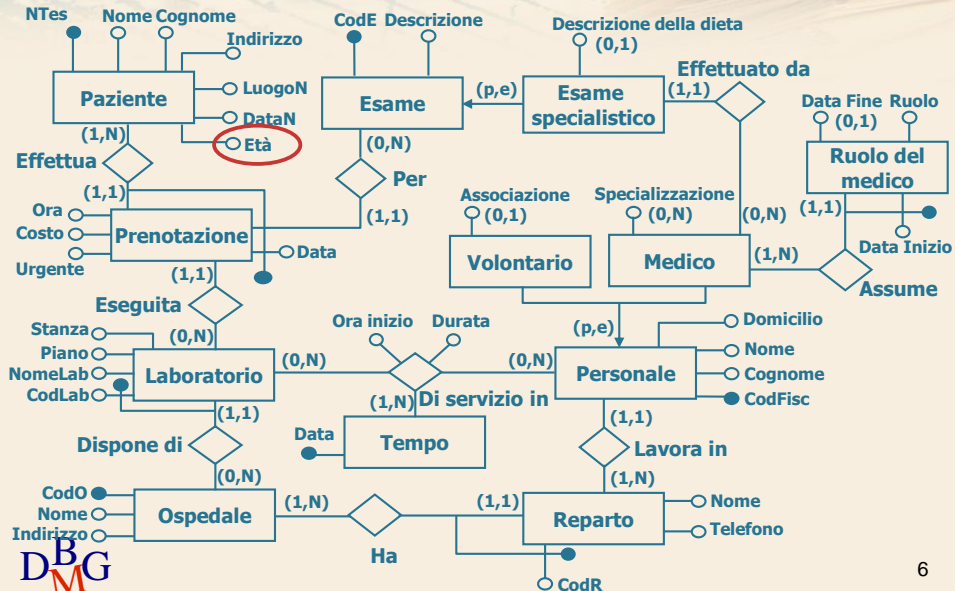 NTes
Nome Cognome
Indirizzo
Paziente
LuogoN
DataN
Età
(1,N)
Effettua
(1,1)
CodE Descrizione
Esame
(0,N)
Per
(1,1)
(p,e)
Descrizione della dieta
(0,1)
Esame
specialistico
(1,1)
Effettuato da
Data Fine Ruolo
(0,1)
Ruolo del
medico
(1,1)
Data Inizio
Assume
Ora
Costo
Urgente
Prenotazione
Data
(1,1)
Eseguita
(0,N)
Associazione
(0,1)
Volontario
Specializzazione
(0,N)
Medico
(0,N)
(1,N)
(p,e)
Stanza
Piano
NomeLab
CodLab
Laboratorio
(0,N)
Ora inizio Durata
(0,N)
(1,N)
Di servizio in
Data
Tempo
Personale
Domicilio
Nome
Cognome
CodFisc
(1,1)
Lavora in
(1,N)
(1,1)
Dispone di
(0,N)
CodO
Nome
Indirizzo
Ospedale
(1,N)
Ha
(1,1)
Reparto
Nome
Telefono
CodR
DBMG
6